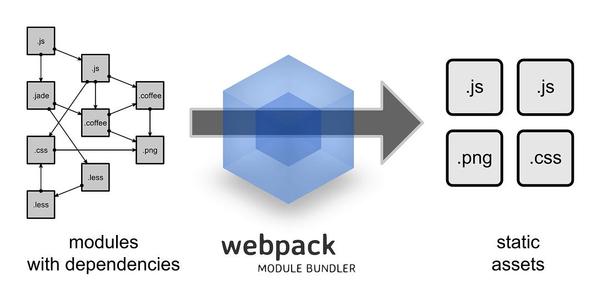 .js
.js
.jade
.coffee
.coffee
.css
.png
.less
.less
modules
with dependencies
webpack
MODULE BUNDLER
.js
.js
.png
.css
static
assets